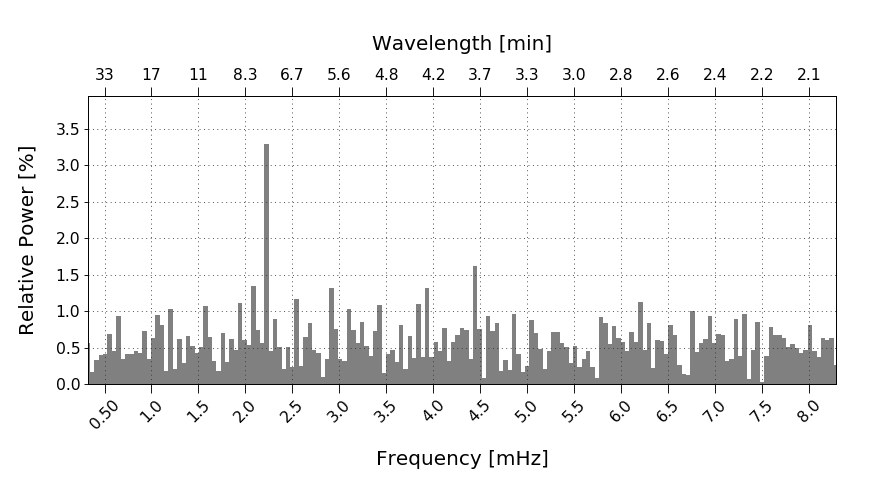 Wavelength [min]
33 17 11 8.3 6.7 5.6 4.8 4.2 3.7 3.3 3.0 2.8 2.6 2.4 2.2 2.1
Relative Power [%]
3.5
3.0
2.5
2.0
1.5
1.0
0.5
0.0
0.50 1.0 1.5 2.0 2.5 3.0 3.5 4.0 4.5 5.0 5.5 6.0 6.5 7.0 7.5 8.0
Frequency [mHz]